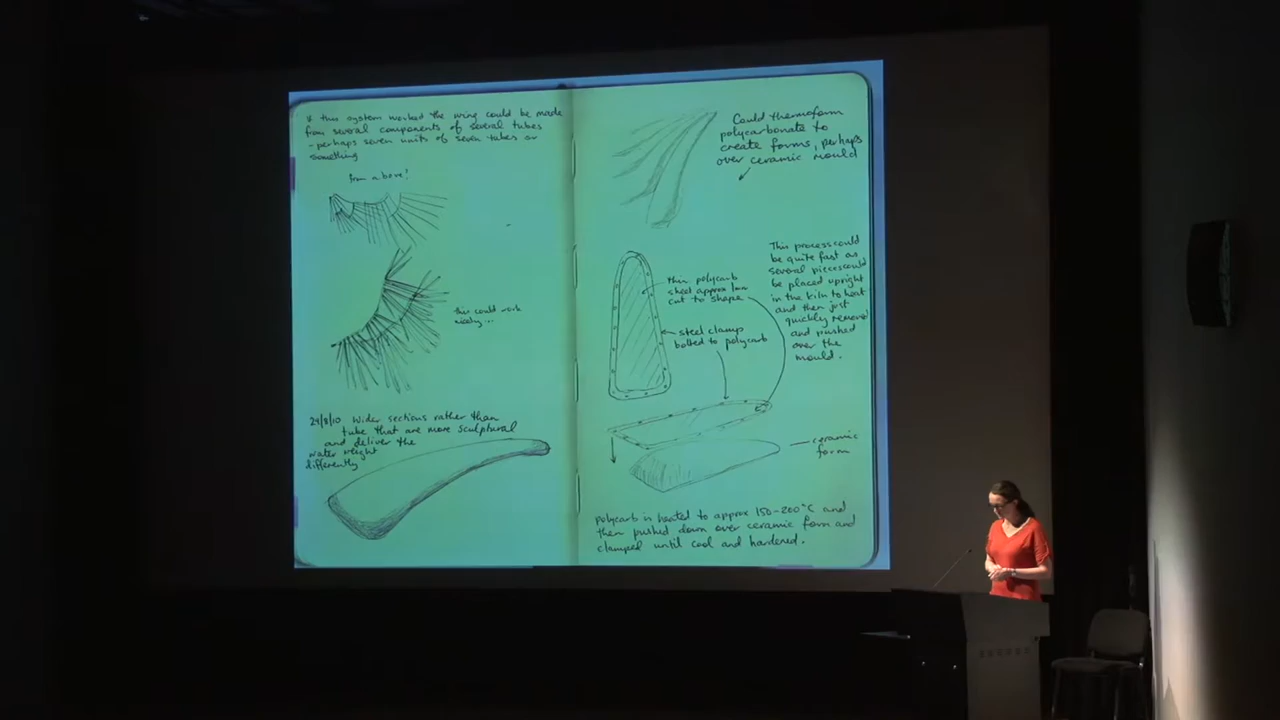 If this system worked the wing could be made
from several components of several tubes
- perhaps seven units of seven tubes or
something
from above!
this could work
nicely...
24/8/10 Wider sections rather than
tube that are more sculptural
and deliver the
water weight
differently
Could thermoform
polycarbonate to
create forms, perhaps
over ceramic mould
This process could
be quite fast as
several pieces could
be placed upright
in the kiln to heat
and then just
quickly removed
and pushed
over the
mould.
thin polycarb
sheet approx 1mm
cut to shape
steel clamp
bolted to polycarb
ceramic
form
polycarb is heated to approx 150-200°C and
then pushed down over ceramic form and
clamped until cool and hardened.